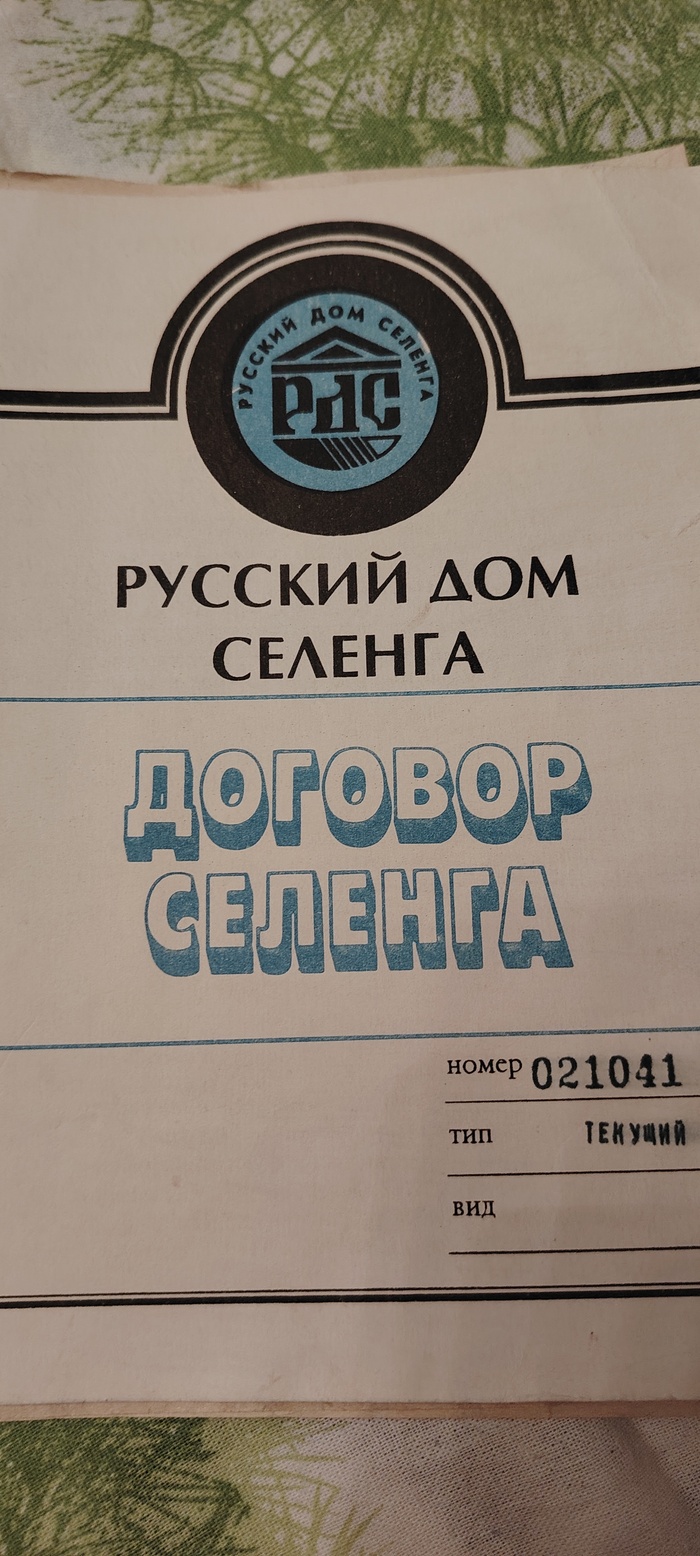 РУССКИЙ ДОМ СЕЛЕНГА
РДС
РУССКИЙ ДОМ
СЕЛЕНГА
ДОГОВОР
СЕЛЕНГА
номер 021041
тип ТЕКУЩИЙ
вид